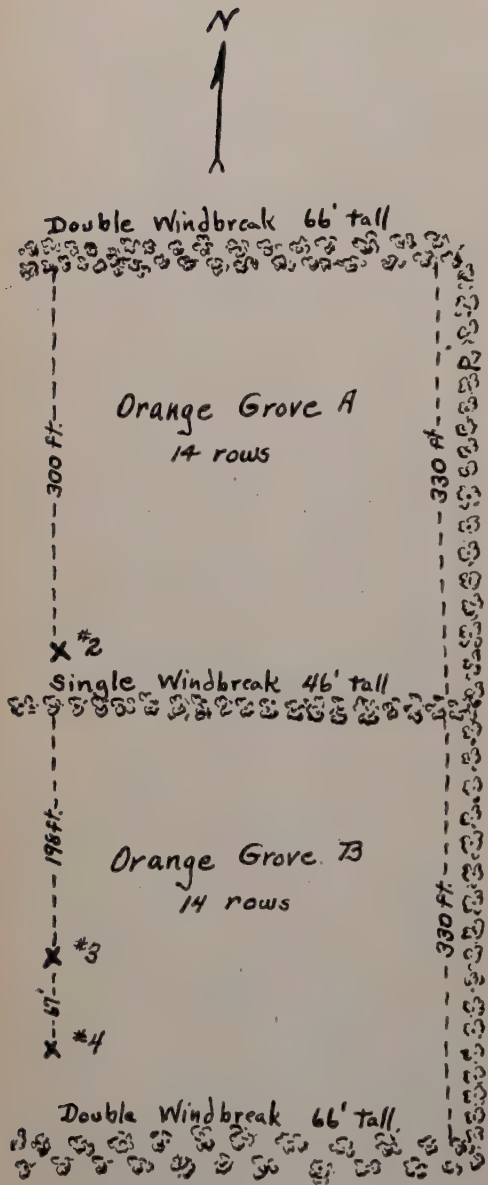 N
Double Windbreak 66' tall
Orange Grove A
14 rows
300 ft.
330 ft.
#2
Single Windbreak 46' tall
198 ft.
Orange Grove B
14 rows
330 ft.
#3
67'
#4
Double Windbreak 66' tall.